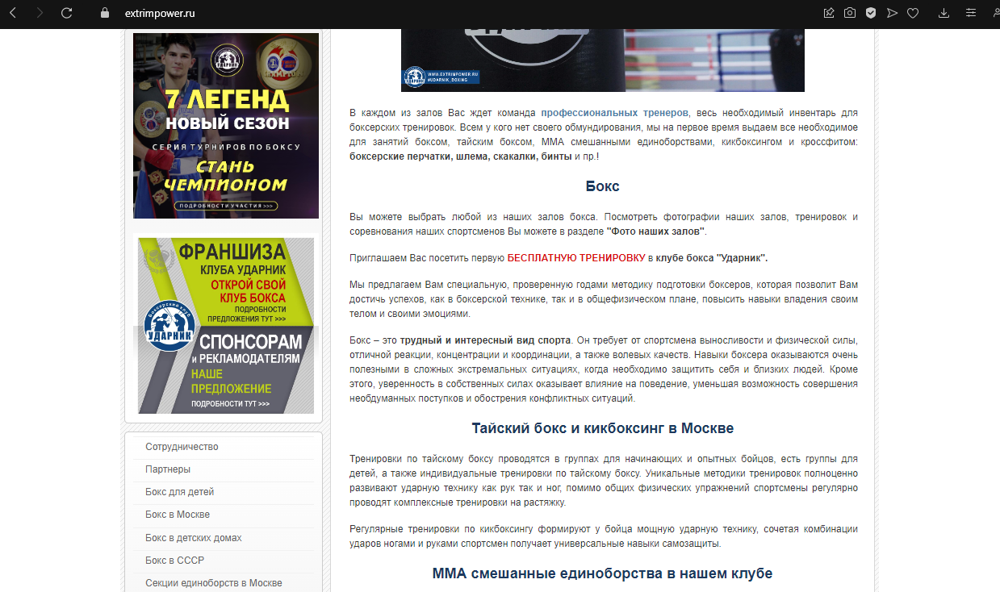 extrimpower.ru
УДАРНИК
CHAMPION
7 ЛЕГЕНД
НОВЫЙ СЕЗОН
СЕРИЯ ТУРНИРОВ ПО БОКСУ
СТАНЬ
ЧЕМПИОНОМ
ПОДРОБНОСТИ УЧАСТИЯ >>>
ФРАНШИЗА
КЛУБА УДАРНИК
ОТКРОЙ СВОЙ
КЛУБ БОКСА
ПОДРОБНОСТИ
ПРЕДЛОЖЕНИЯ ТУТ >>>
Боксерский клуб
УДАРНИК
СПОНСОРАМ
и РЕКЛАМОДАТЕЛЯМ
НАШЕ
ПРЕДЛОЖЕНИЕ
ПОДРОБНОСТИ ТУТ >>>
Сотрудничество
Партнеры
Бокс для детей
Бокс в Москве
Бокс в детских домах
Бокс в СССР
Секции единоборств в Москве
УДАРНИК
WWW.EXTRIMPOWER.RU
#UDARNIK_BOXING
В каждом из залов Вас ждет команда профессиональных тренеров, весь необходимый инвентарь для
боксерских тренировок. Всем у кого нет своего обмундирования, мы на первое время выдаем все необходимое
для занятий боксом, тайским боксом, ММА смешанными единоборствами, кикбоксингом и кроссфитом:
боксерские перчатки, шлема, скакалки, бинты и пр.!
Бокс
Вы можете выбрать любой из наших залов бокса. Посмотреть фотографии наших залов, тренировок и
соревнования наших спортсменов Вы можете в разделе "Фото наших залов".
Приглашаем Вас посетить первую БЕСПЛАТНУЮ ТРЕНИРОВКУ в клубе бокса "Ударник".
Мы предлагаем Вам специальную, проверенную годами методику подготовки боксеров, которая позволит Вам
достичь успехов, как в боксерской технике, так и в общефизическом плане, повысить навыки владения своим
телом и своими эмоциями.
Бокс – это трудный и интересный вид спорта. Он требует от спортсмена выносливости и физической силы,
отличной реакции, концентрации и координации, а также волевых качеств. Навыки боксера оказываются очень
полезными в сложных экстремальных ситуациях, когда необходимо защитить себя и близких людей. Кроме
этого, уверенность в собственных силах оказывает влияние на поведение, уменьшая возможность совершения
необдуманных поступков и обострения конфликтных ситуаций.
Тайский бокс и кикбоксинг в Москве
Тренировки по тайскому боксу проводятся в группах для начинающих и опытных бойцов, есть группы для
детей, а также индивидуальные тренировки по тайскому боксу. Уникальные методики тренировок полноценно
развивают ударную технику как рук так и ног, помимо общих физических упражнений спортсмены регулярно
проводят комплексные тренировки на растяжку.
Регулярные тренировки по кикбоксингу формируют у бойца мощную ударную технику, сочетая комбинации
ударов ногами и руками спортсмен получает универсальные навыки самозащиты.
ММА смешанные единоборства в нашем клубе